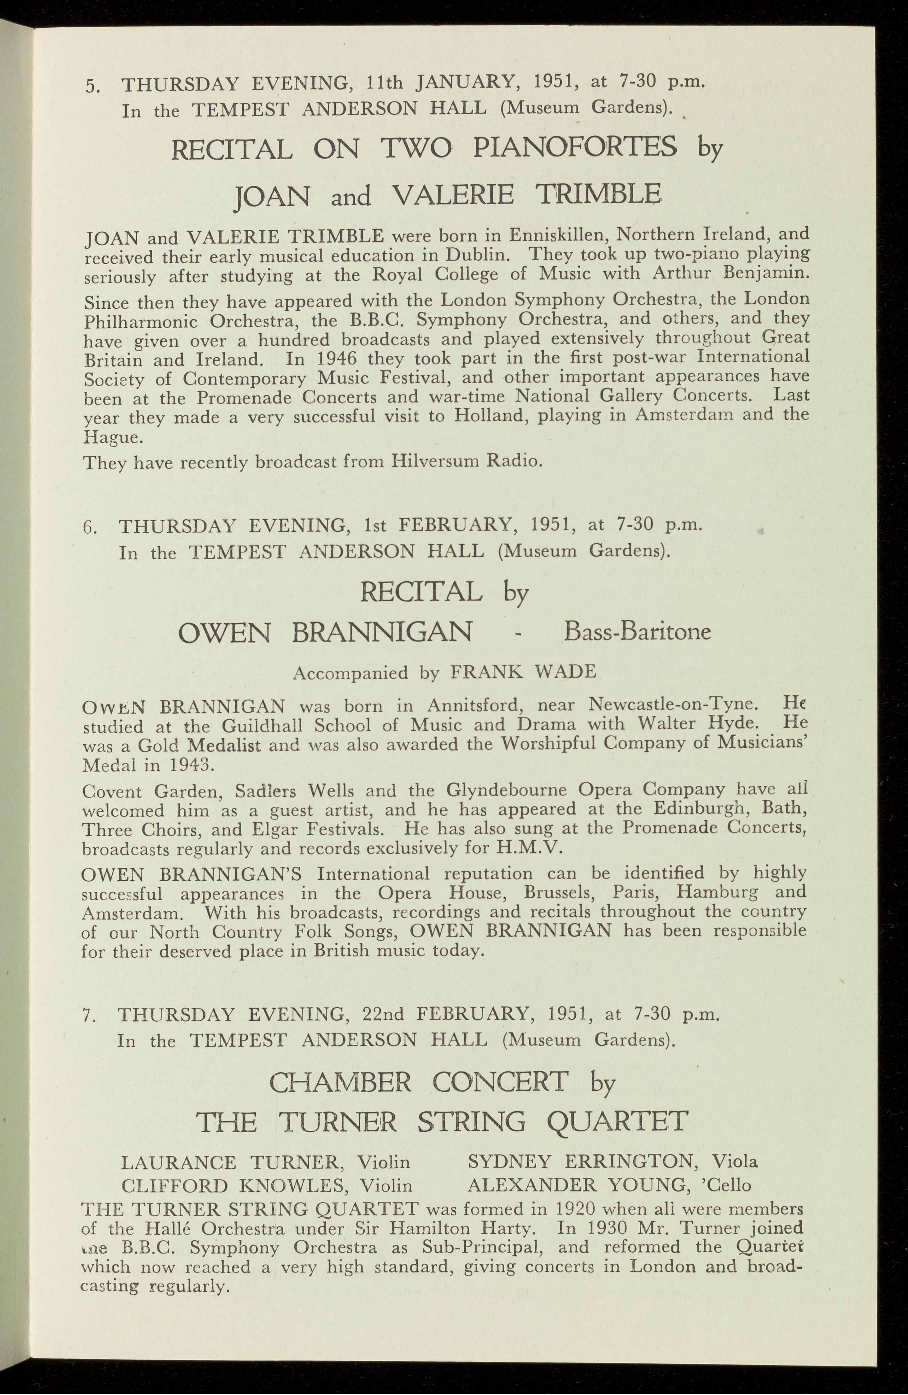 5. THURSDAY EVENING, 11th JANUARY, 1951, at 7-30 p.m.
In the TEMPEST ANDERSON HALL (Museum Gardens).
RECITAL ON TWO PIANOFORTES by
JOAN and VALERIE TRIMBLE
JOAN and VALERIE TRIMBLE were born in Enniskillen, Northern Ireland, and
received their early musical education in Dublin. They took up two-piano playing
seriously after studying at the Royal College of Music with Arthur Benjamin.
Since then they have appeared with the London Symphony Orchestra, the London
Philharmonic Orchestra, the B.B.C. Symphony Orchestra, and others, and they
have given over a hundred broadcasts and played extensively throughout Great
Britain and Ireland. In 1946 they took part in the first post-war International
Society of Contemporary Music Festival, and other important appearances have
been at the Promenade Concerts and war-time National Gallery Concerts. Last
year they made a very successful visit to Holland, playing in Amsterdam and the
Hague.
They have recently broadcast from Hilversum Radio.
6. THURSDAY EVENING, 1st FEBRUARY, 1951, at 7-30 p.m.
In the TEMPEST ANDERSON HALL (Museum Gardens).
RECITAL by
OWEN BRANNIGAN - Bass-Baritone
Accompanied by FRANK WADE
OWEN BRANNIGAN was born in Annitsford, near Newcastle-on-Tyne. He
studied at the Guildhall School of Music and Drama with Walter Hyde. He
was a Gold Medalist and was also awarded the Worshipful Company of Musicians'
Medal in 1943.
Covent Garden, Sadlers Wells and the Glyndebourne Opera Company have all
welcomed him as a guest artist, and he has appeared at the Edinburgh, Bath,
Three Choirs, and Elgar Festivals. He has also sung at the Promenade Concerts,
broadcasts regularly and records exclusively for H.M.V.
OWEN BRANNIGAN'S International reputation can be identified by highly
successful appearances in the Opera House, Brussels, Paris, Hamburg and
Amsterdam. With his broadcasts, recordings and recitals throughout the country
of our North Country Folk Songs, OWEN BRANNIGAN has been responsible
for their deserved place in British music today.
7. THURSDAY EVENING, 22nd FEBRUARY, 1951, at 7-30 p.m.
In the TEMPEST ANDERSON HALL (Museum Gardens).
CHAMBER CONCERT by
THE TURNER STRING QUARTET
LAURANCE TURNER, Violin SYDNEY ERRINGTON, Viola
CLIFFORD KNOWLES, Violin ALEXANDER YOUNG, 'Cello
THE TURNER STRING QUARTET was formed in 1920 when all were members
of the Hallé Orchestra under Sir Hamilton Harty. In 1930 Mr. Turner joined
the B.B.C. Symphony Orchestra as Sub-Principal, and reformed the Quartet
which now reached a very high standard, giving concerts in London and broad-
casting regularly.